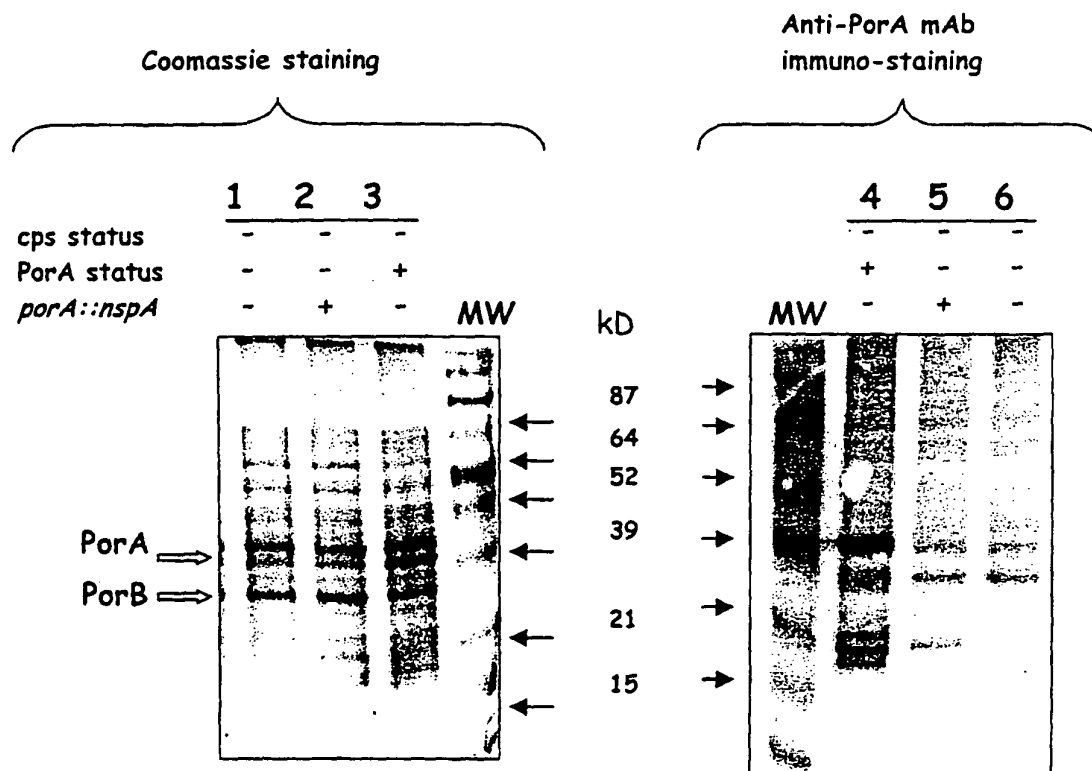 Coomassie staining
Anti-PorA mAb
immuno-staining
1 2 3
cps status - - -
PorA status - - +
porA::nspA - + -
MW
kD
4 5 6
- - -
+ - -
- + -
MW
87
64
52
39
21
15
PorA
PorB